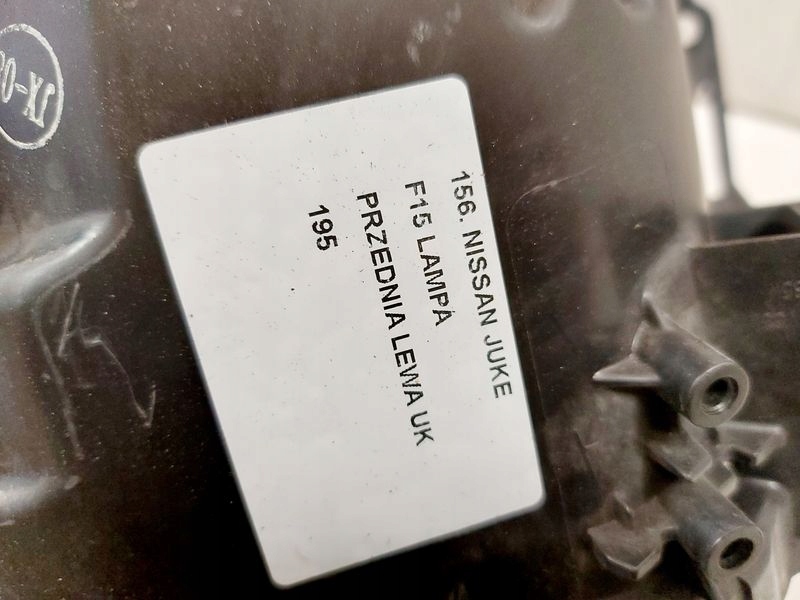 156. NISSAN JUKE
F15 LAMPA
PRZEDNIA LEWA UK
195